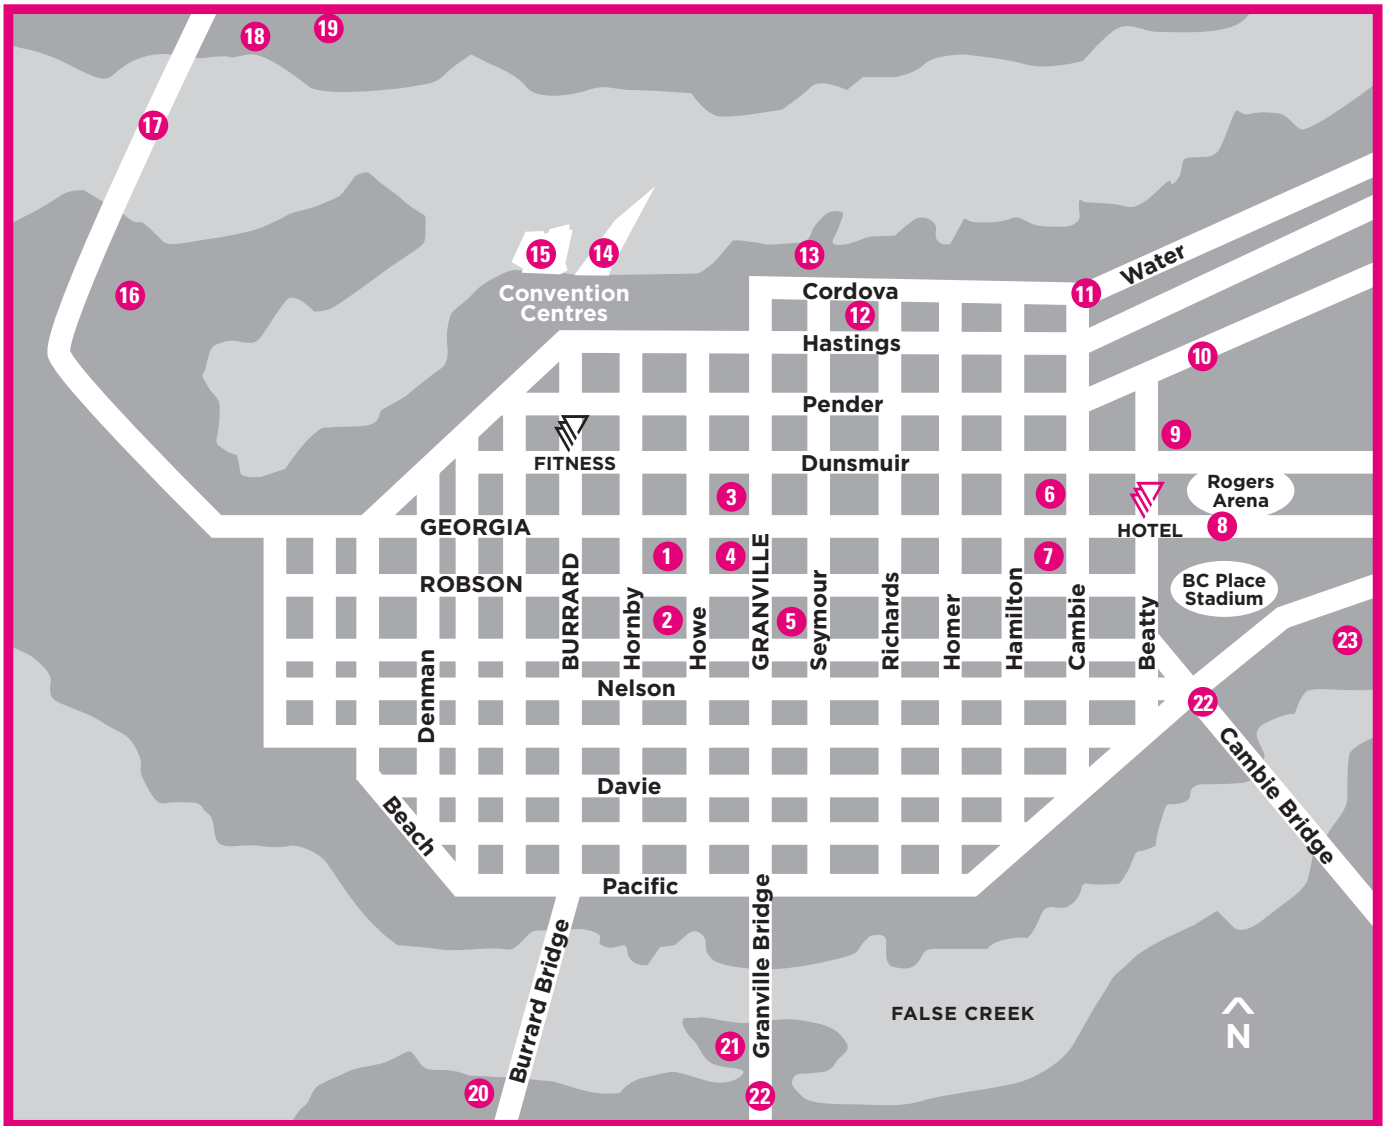 19
18
17
15
14
13
Water
16
Convention
Centres
Cordova
11
12
Hastings
10
Pender
9
FITNESS
Dunsmuir
3
6
Rogers
Arena
GEORGIA
8
HOTEL
1
4
7
ROBSON
BC Place
Stadium
BURRARD
Hornby
2
Howe
GRANVILLE
5
Seymour
Richards
Homer
Hamilton
Cambie
Beatty
23
Denman
Nelson
22
Cambie Bridge
Davie
Beach
Pacific
Burrard Bridge
Granville Bridge
FALSE CREEK
N
21
20
22